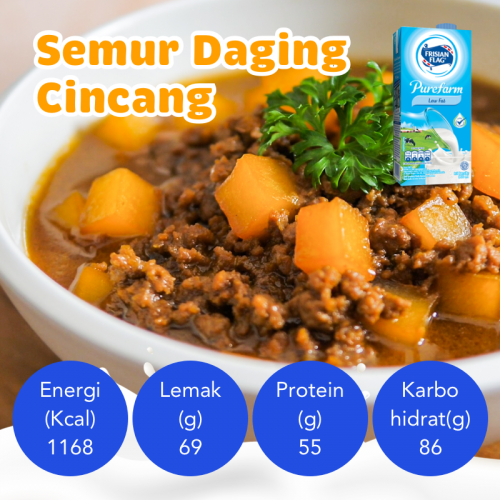 Semur Daging
Cincang
FRISIAN
FLAG
Purefarm
Low Fat
Energi
(Kcal)
1168
Lemak
(g)
69
Protein
(g)
55
Karbo
hidrat(g)
86